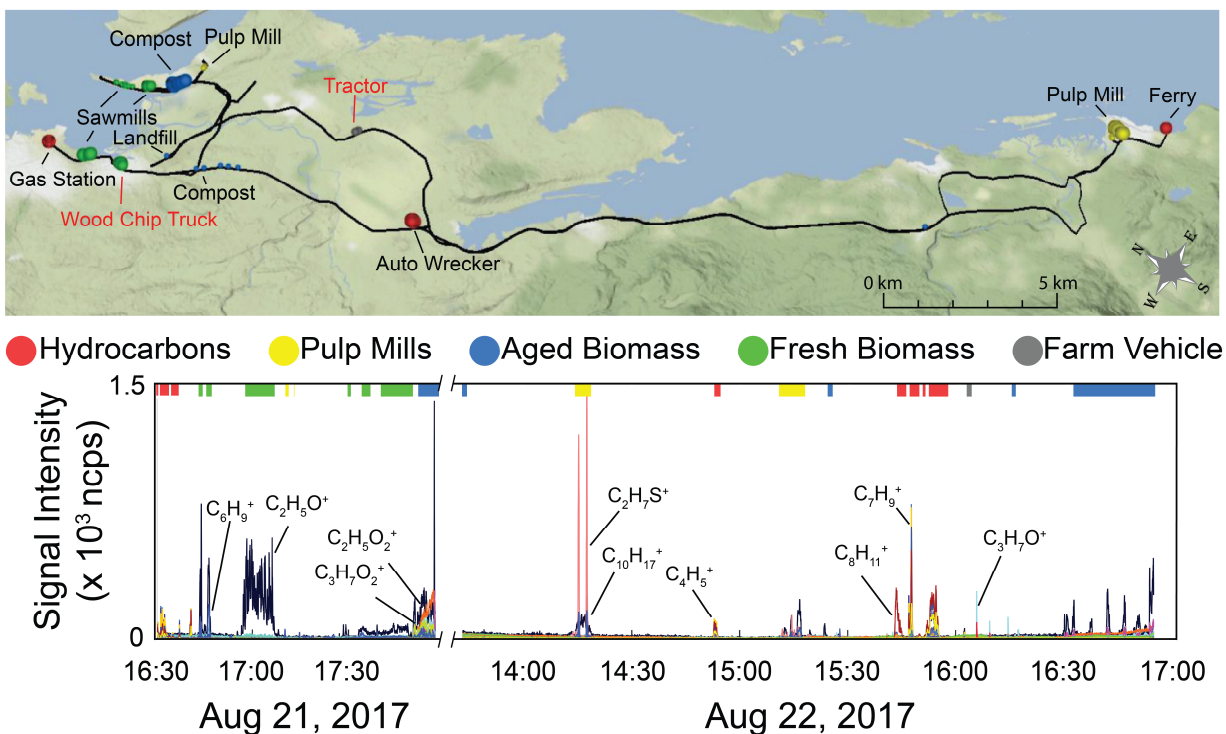 Compost Pulp Mill
Tractor
Pulp Mill Ferry
Sawmills
Landfill
Gas Station
Compost
Wood Chip Truck
Auto Wrecker
N E
W S
0 km 5 km
Hydrocarbons Pulp Mills Aged Biomass Fresh Biomass Farm Vehicle
Signal Intensity
(x 10³ ncps)
1.5
C₆H₉⁺ C₂H₅O⁺
C₂H₅O₂⁺
C₃H₇O₂⁺
C₂H₇S⁺
C₁₀H₁₇⁺
C₄H₅⁺
C₇H₉⁺
C₈H₁₁⁺
C₃H₇O⁺
0
16:30 17:00 17:30 14:00 14:30 15:00 15:30 16:00 16:30 17:00
Aug 21, 2017 Aug 22, 2017